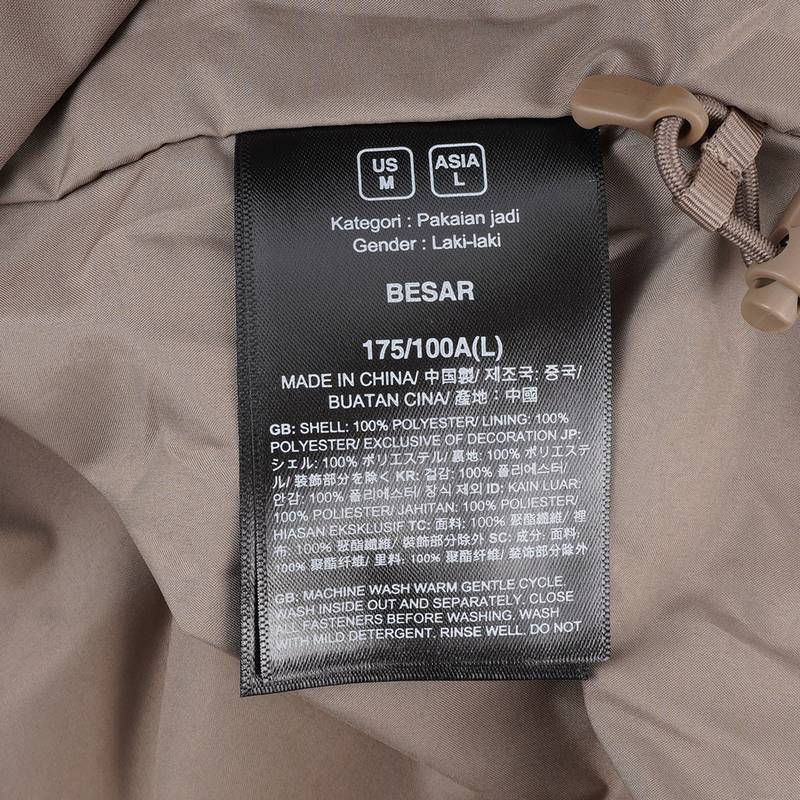 US
M
ASIA
L
Kategori : Pakaian jadi
Gender : Laki-laki
BESAR
175/100A(L)
MADE IN CHINA/ 中国製/ 제조국: 중국/
BUATAN CINA/ 產地 : 中國
GB: SHELL: 100% POLYESTER/ LINING: 100%
POLYESTER/ EXCLUSIVE OF DECORATION JP:
シェル: 100% ポリエステル/ 裏地: 100% ポリエステ
ル/ 装飾部分を除く KR: 겉감: 100% 폴리에스터/
안감: 100% 폴리에스터/ 장식 제외 ID: KAIN LUAR:
100% POLIESTER/ JAHITAN: 100% POLIESTER/
HIASAN EKSKLUSIF TC: 面料: 100% 聚酯纖維/ 裡
布: 100% 聚酯纖維/ 裝飾部分除外 SC: 成分: 面料:
100% 聚酯纤维/ 里料: 100% 聚酯纤维/ 装饰部分除外
GB: MACHINE WASH WARM GENTLE CYCLE.
WASH INSIDE OUT AND SEPARATELY. CLOSE
ALL FASTENERS BEFORE WASHING. WASH
WITH MILD DETERGENT. RINSE WELL. DO NOT